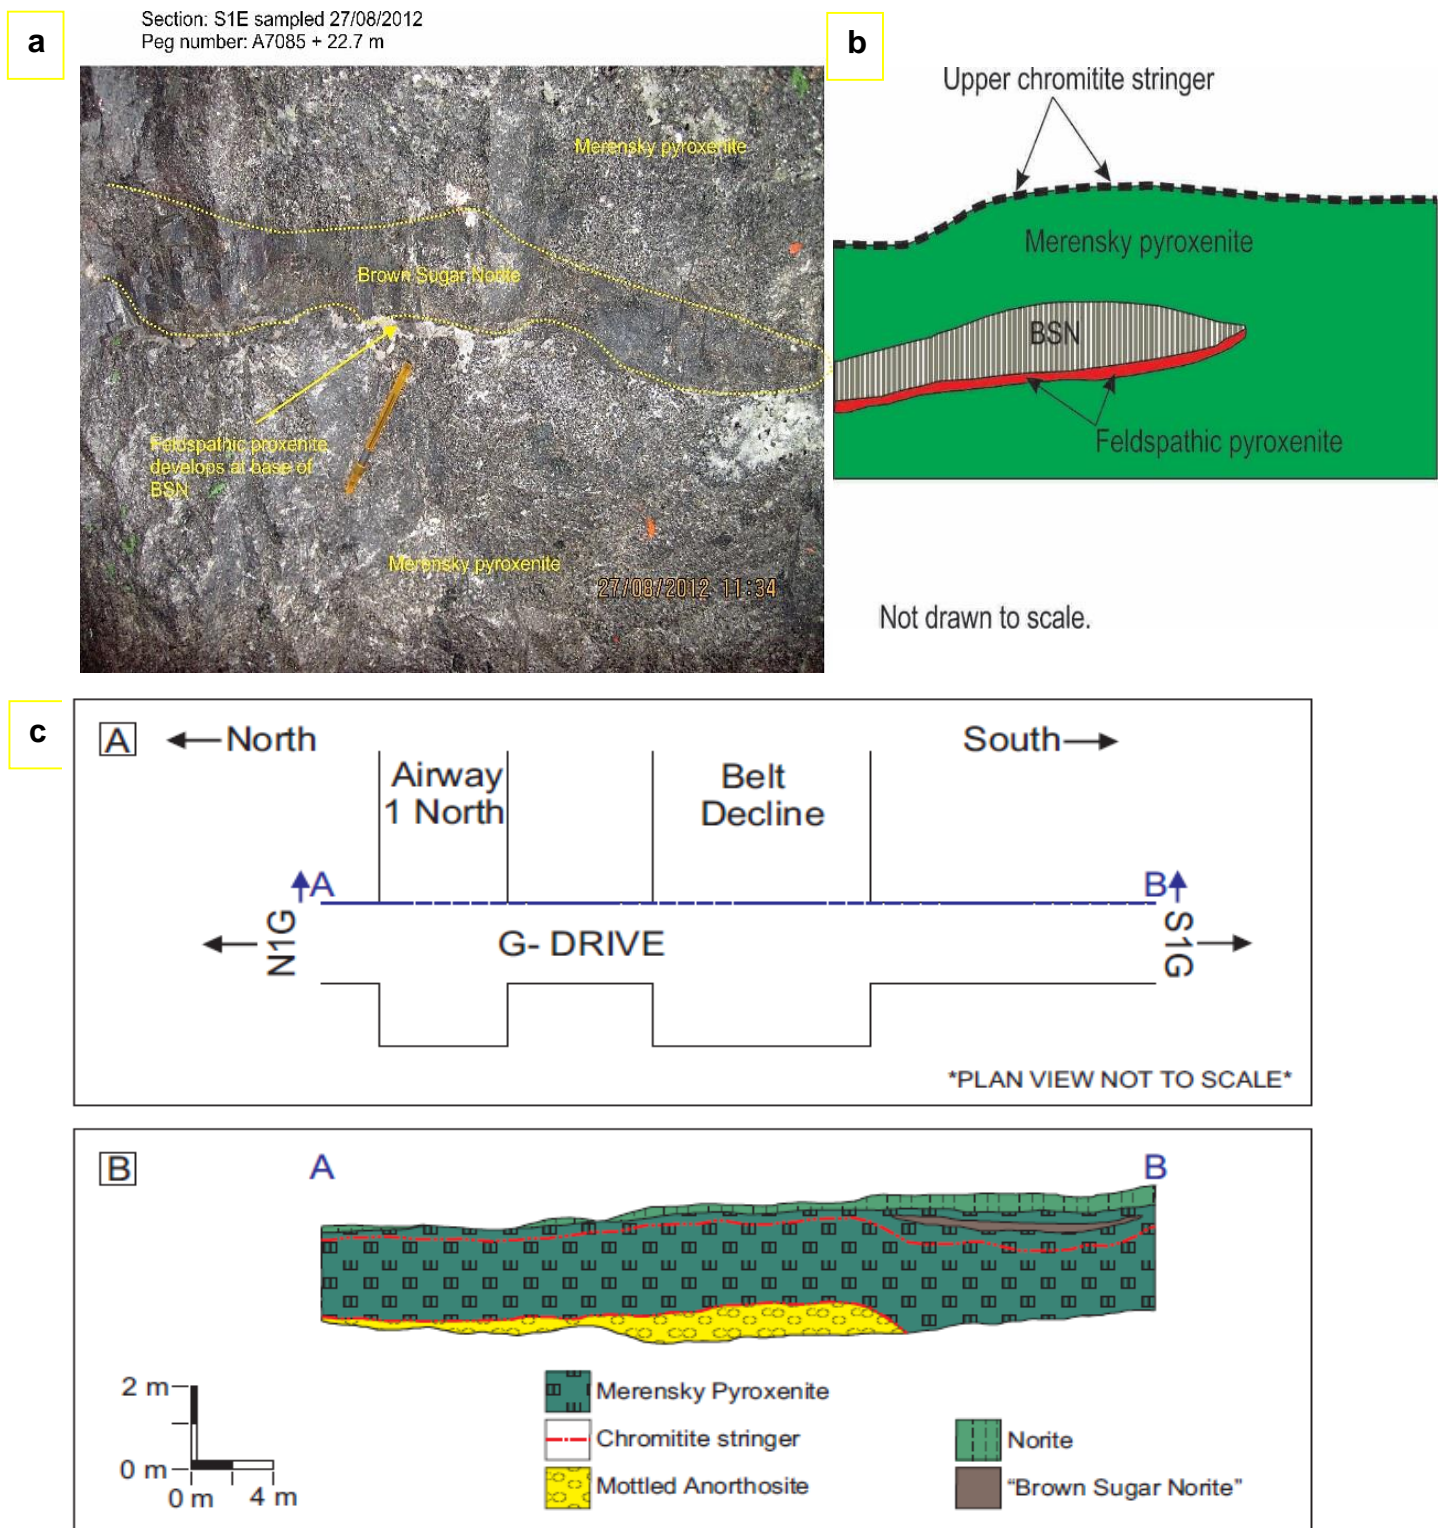 a
Section: S1E sampled 27/08/2012
Peg number: A7085 + 22.7 m
Merensky pyroxenite
Brown Sugar Norite
Feldspathic proxenite
develops at base of
BSN
Merensky pyroxenite
27/08/2012 11:34
b
Upper chromitite stringer
Merensky pyroxenite
BSN
Feldspathic pyroxenite
Not drawn to scale.
c
A
North
South
Airway
1 North
Belt
Decline
A
B
N1G
G- DRIVE
S1G
*PLAN VIEW NOT TO SCALE*
B
A
B
2 m
0 m
0 m
4 m
Merensky Pyroxenite
Chromitite stringer
Mottled Anorthosite
Norite
"Brown Sugar Norite"